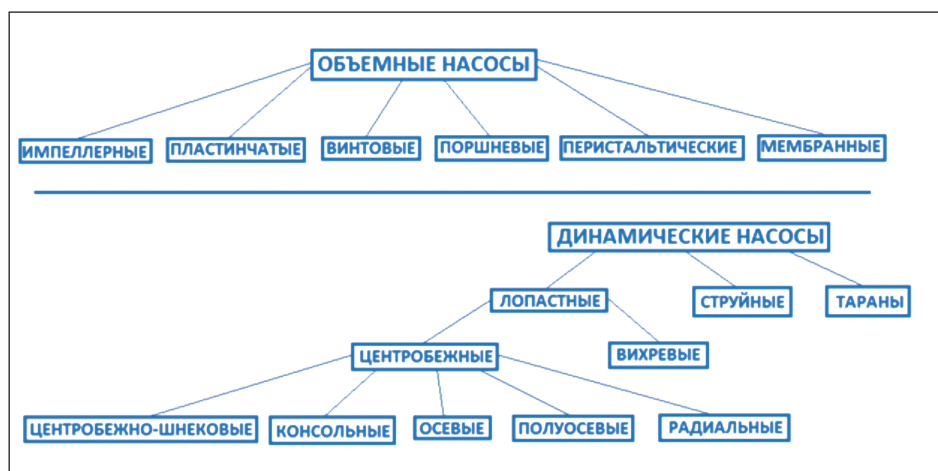 ОБЪЕМНЫЕ НАСОСЫ
ИМПЕЛЛЕРНЫЕ
ПЛАСТИНЧАТЫЕ
ВИНТОВЫЕ
ПОРШНЕВЫЕ
ПЕРИСТАЛЬТИЧЕСКИЕ
МЕМБРАННЫЕ
ДИНАМИЧЕСКИЕ НАСОСЫ
ЛОПАСТНЫЕ
СТРУЙНЫЕ
ТАРАНЫ
ЦЕНТРОБЕЖНЫЕ
ВИХРЕВЫЕ
ЦЕНТРОБЕЖНО-ШНЕКОВЫЕ
КОНСОЛЬНЫЕ
ОСЕВЫЕ
ПОЛУОСЕВЫЕ
РАДИАЛЬНЫЕ